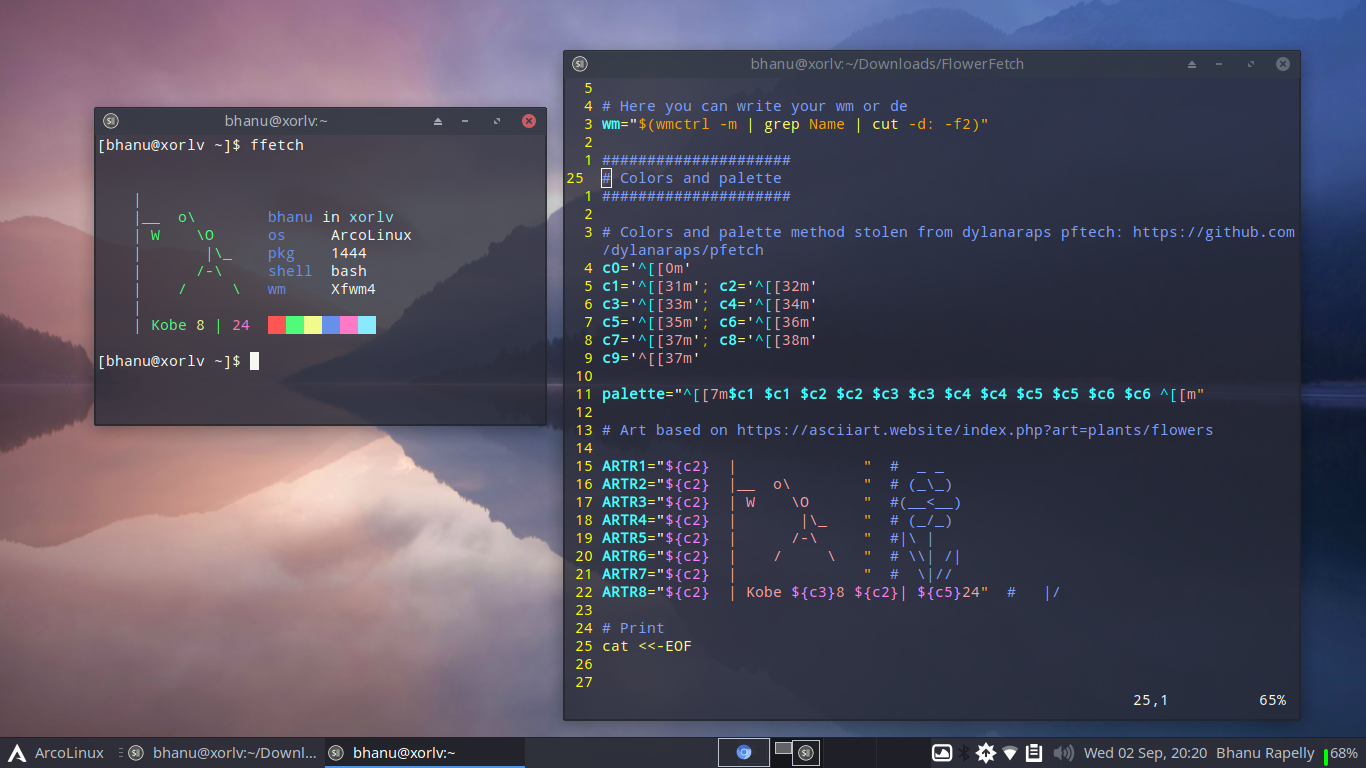 bhanu@xorlv:~
[bhanu@xorlv ~]$ ffetch
|
|__  o\        bhanu in xorlv
| W    \O      os     ArcoLinux
|       |\_    pkg    1444
|      /-\     shell  bash
|    /     \   wm     Xfwm4
|
| Kobe 8 | 24
[bhanu@xorlv ~]$
bhanu@xorlv:~/Downloads/FlowerFetch
5
4 # Here you can write your wm or de
3 wm="$(wmctrl -m | grep Name | cut -d: -f2)"
2
1 #####################
25 # Colors and palette
1 #####################
2
3 # Colors and palette method stolen from dylanaraps pftech: https://github.com
/dylanaraps/pfetch
4 c0='^[[0m'
5 c1='^[[31m'; c2='^[[32m'
6 c3='^[[33m'; c4='^[[34m'
7 c5='^[[35m'; c6='^[[36m'
8 c7='^[[37m'; c8='^[[38m'
9 c9='^[[37m'
10
11 palette="^[[7m$c1 $c1 $c2 $c2 $c3 $c3 $c4 $c4 $c5 $c5 $c6 $c6 ^[[m"
12
13 # Art based on https://asciiart.website/index.php?art=plants/flowers
14
15 ARTR1="${c2}  |              "  #  _ _
16 ARTR2="${c2}  |__  o\        "  # (_\_)
17 ARTR3="${c2}  | W    \O      "  #(__<__)
18 ARTR4="${c2}  |       |\_    "  # (_/_)
19 ARTR5="${c2}  |      /-\     "  #|\ |
20 ARTR6="${c2}  |    /     \   "  # \\| /|
21 ARTR7="${c2}  |              "  #  \|//
22 ARTR8="${c2}  | Kobe ${c3}8 ${c2}| ${c5}24"  #   |/
23
24 # Print
25 cat <<-EOF
26
27
25,1          65%
ArcoLinux
bhanu@xorlv:~/Downl...
bhanu@xorlv:~
Wed 02 Sep, 20:20
Bhanu Rapelly
68%